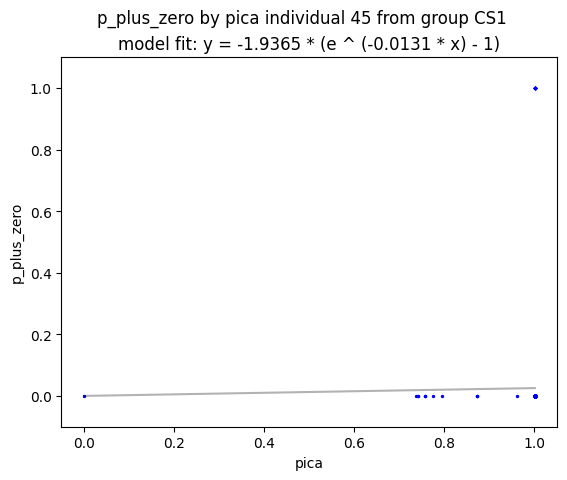 p_plus_zero by pica individual 45 from group CS1
model fit: y = -1.9365 * (e ^ (-0.0131 * x) - 1)
1.0
0.8
0.6
0.4
0.2
0.0
p_plus_zero
0.0 0.2 0.4 0.6 0.8 1.0
pica